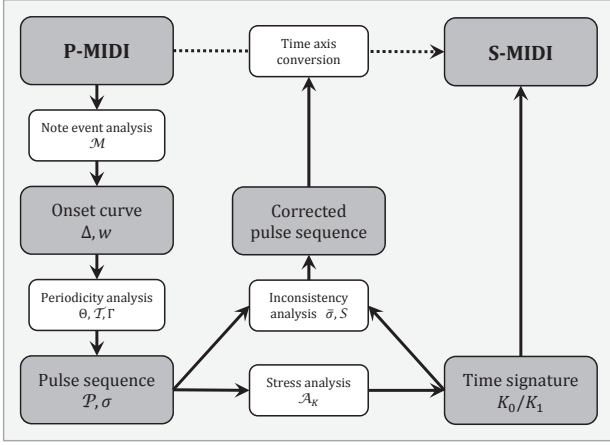 P-MIDI
Time axis
conversion
S-MIDI
Note event analysis
ℳ
Onset curve
Δ, w
Corrected
pulse sequence
Periodicity analysis
Θ, 𝒯, Γ
Inconsistency
analysis σ̄, S
Pulse sequence
𝒫, σ
Stress analysis
𝒜_K
Time signature
K₀/K₁